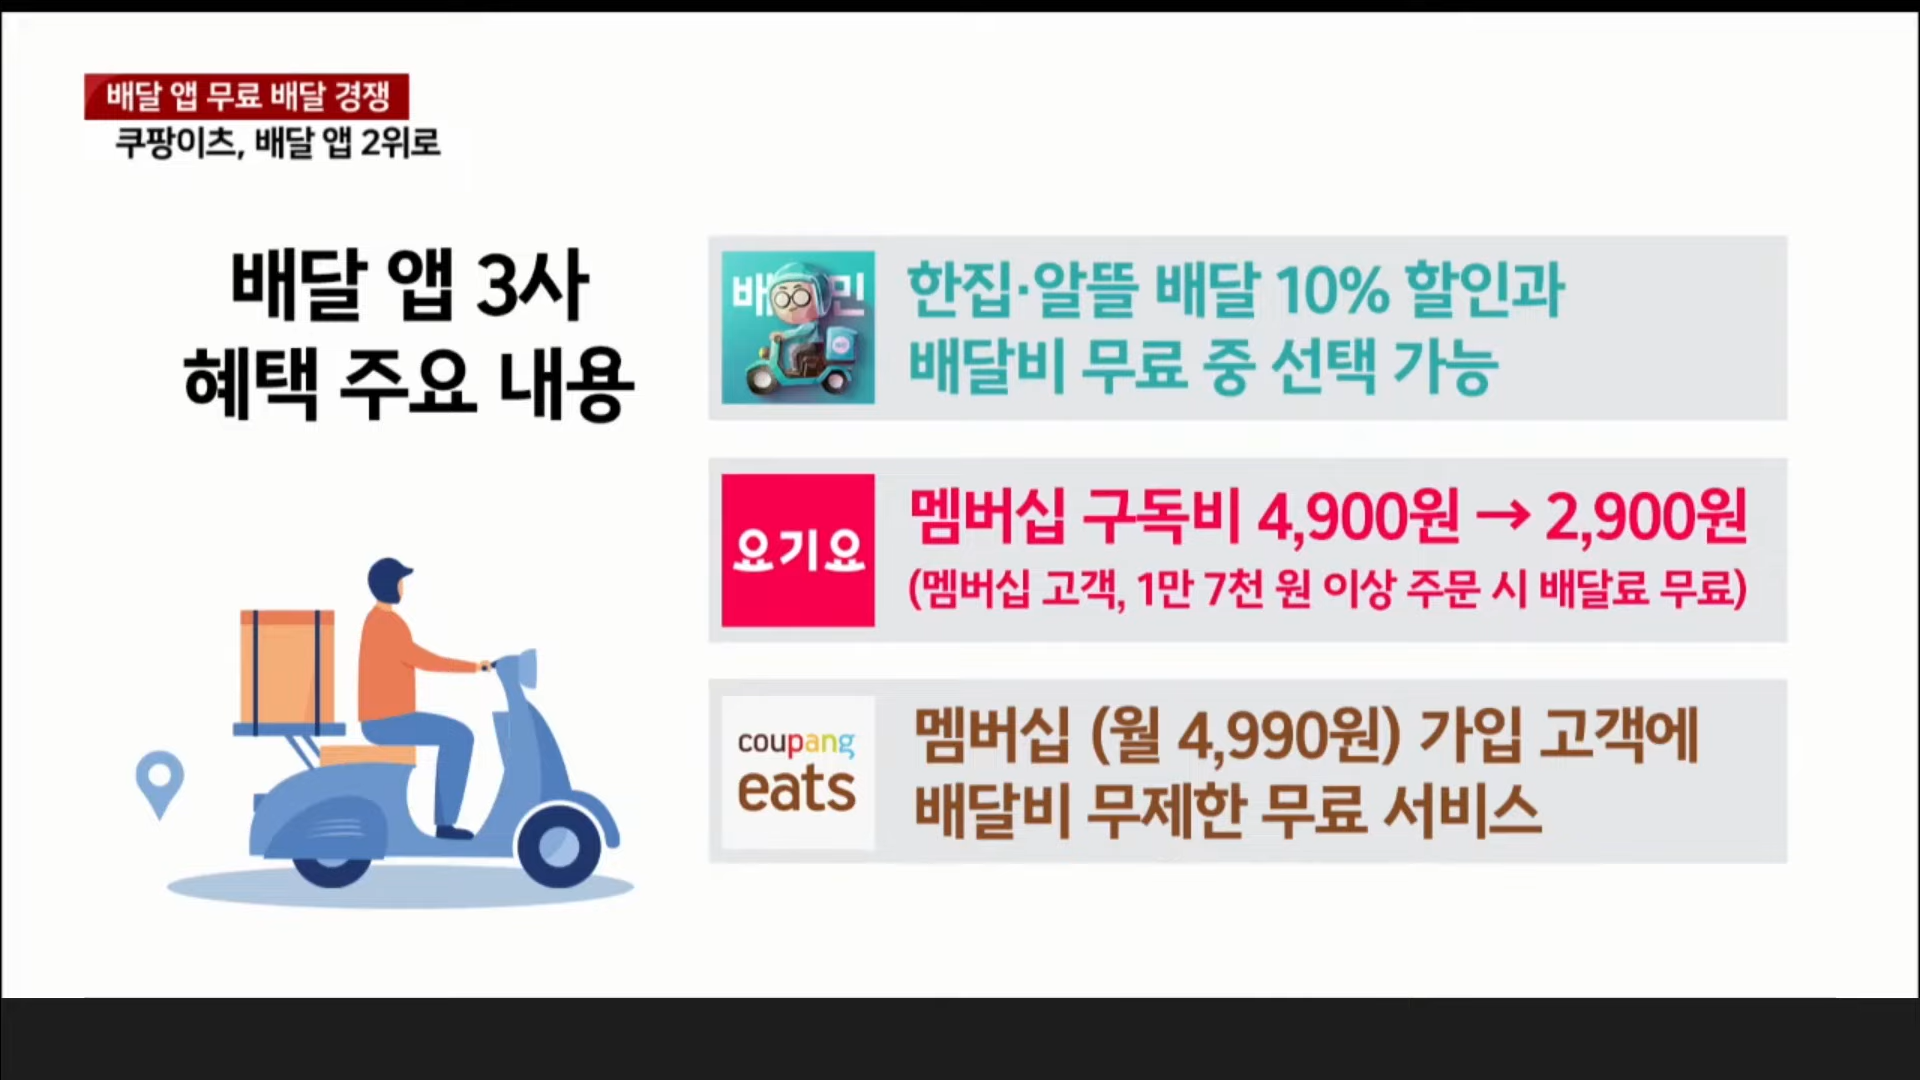 배달 앱 무료 배달 경쟁
쿠팡이츠, 배달 앱 2위로
배달 앱 3사
혜택 주요 내용
배 민
한집·알뜰 배달 10% 할인과
배달비 무료 중 선택 가능
요기요
멤버십 구독비 4,900원 → 2,900원
(멤버십 고객, 1만 7천 원 이상 주문 시 배달료 무료)
coupang
eats
멤버십 (월 4,990원) 가입 고객에
배달비 무제한 무료 서비스